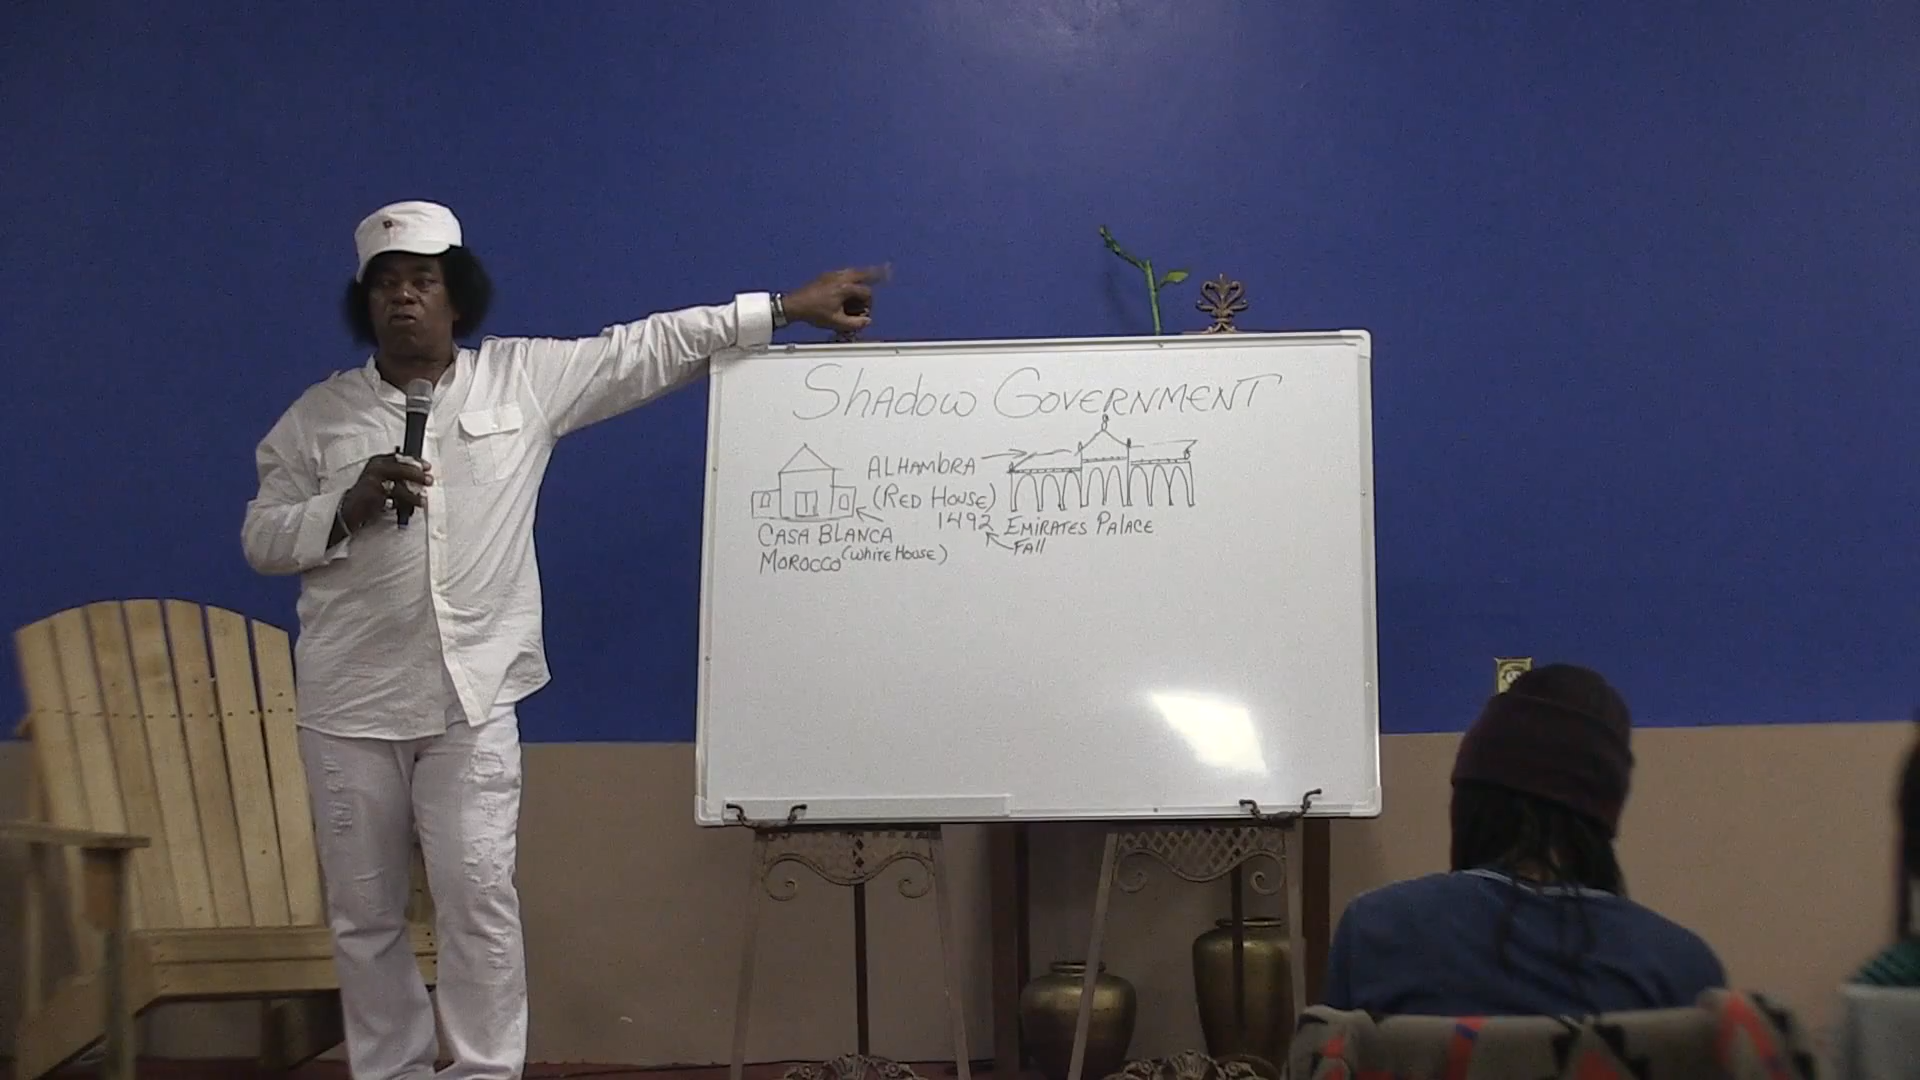 Shadow Government
Alhambra
(Red House)
1492
Emirates Palace
Fall
Casa Blanca
Morocco (White House)